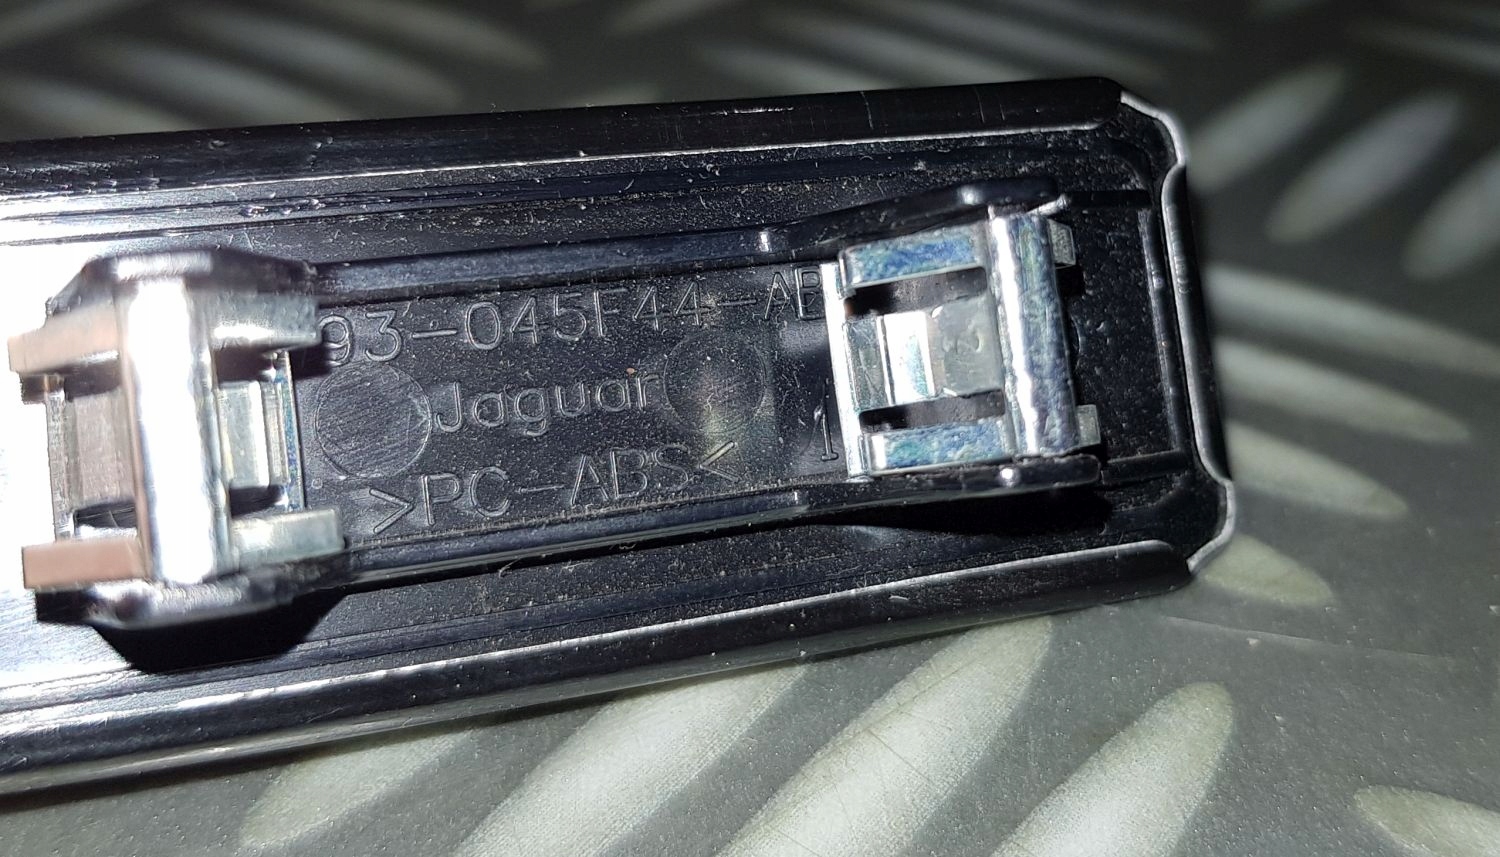 93-045F44-AB
Jaguar
1
>PC-ABS<